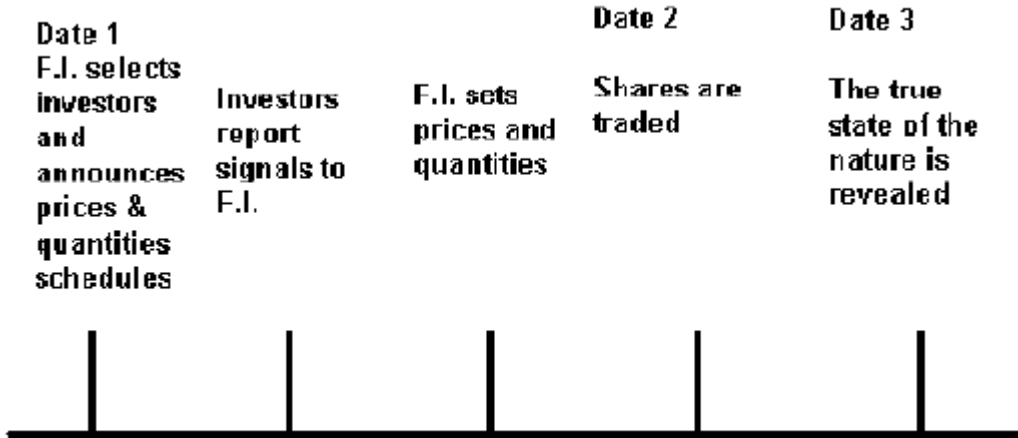 Date 1
F.I. selects
investors
and
announces
prices &
quantities
schedules
Investors
report
signals to
F.I.
F.I. sets
prices and
quantities
Date 2
Shares are
traded
Date 3
The true
state of the
nature is
revealed